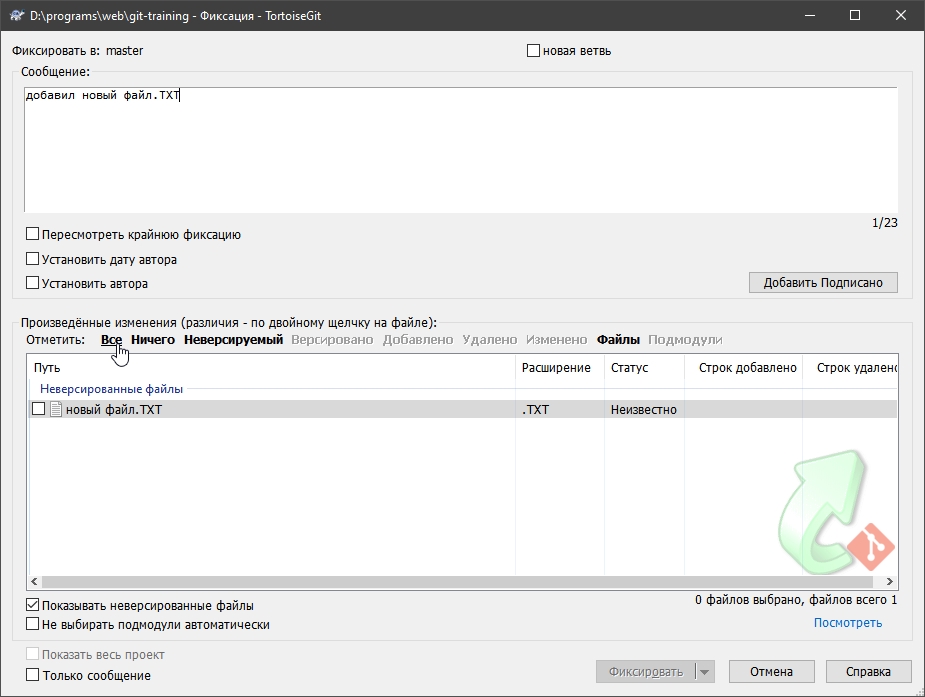 D:\programs\web\git-training - Фиксация - TortoiseGit
Фиксировать в: master новая ветвь
Сообщение:
добавил новый файл.TXT
1/23
Пересмотреть крайнюю фиксацию
Установить дату автора
Установить автора
Добавить Подписано
Произведённые изменения (различия - по двойному щелчку на файле):
Отметить: Все Ничего Неверсируемый Версировано Добавлено Удалено Изменено Файлы Подмодули
Путь Расширение Статус Строк добавлено Строк удалено
Неверсированные файлы
новый файл.TXT .TXT Неизвестно
Показывать неверсированные файлы
0 файлов выбрано, файлов всего 1
Не выбирать подмодули автоматически
Посмотреть
Показать весь проект
Только сообщение
Фиксировать Отмена Справка